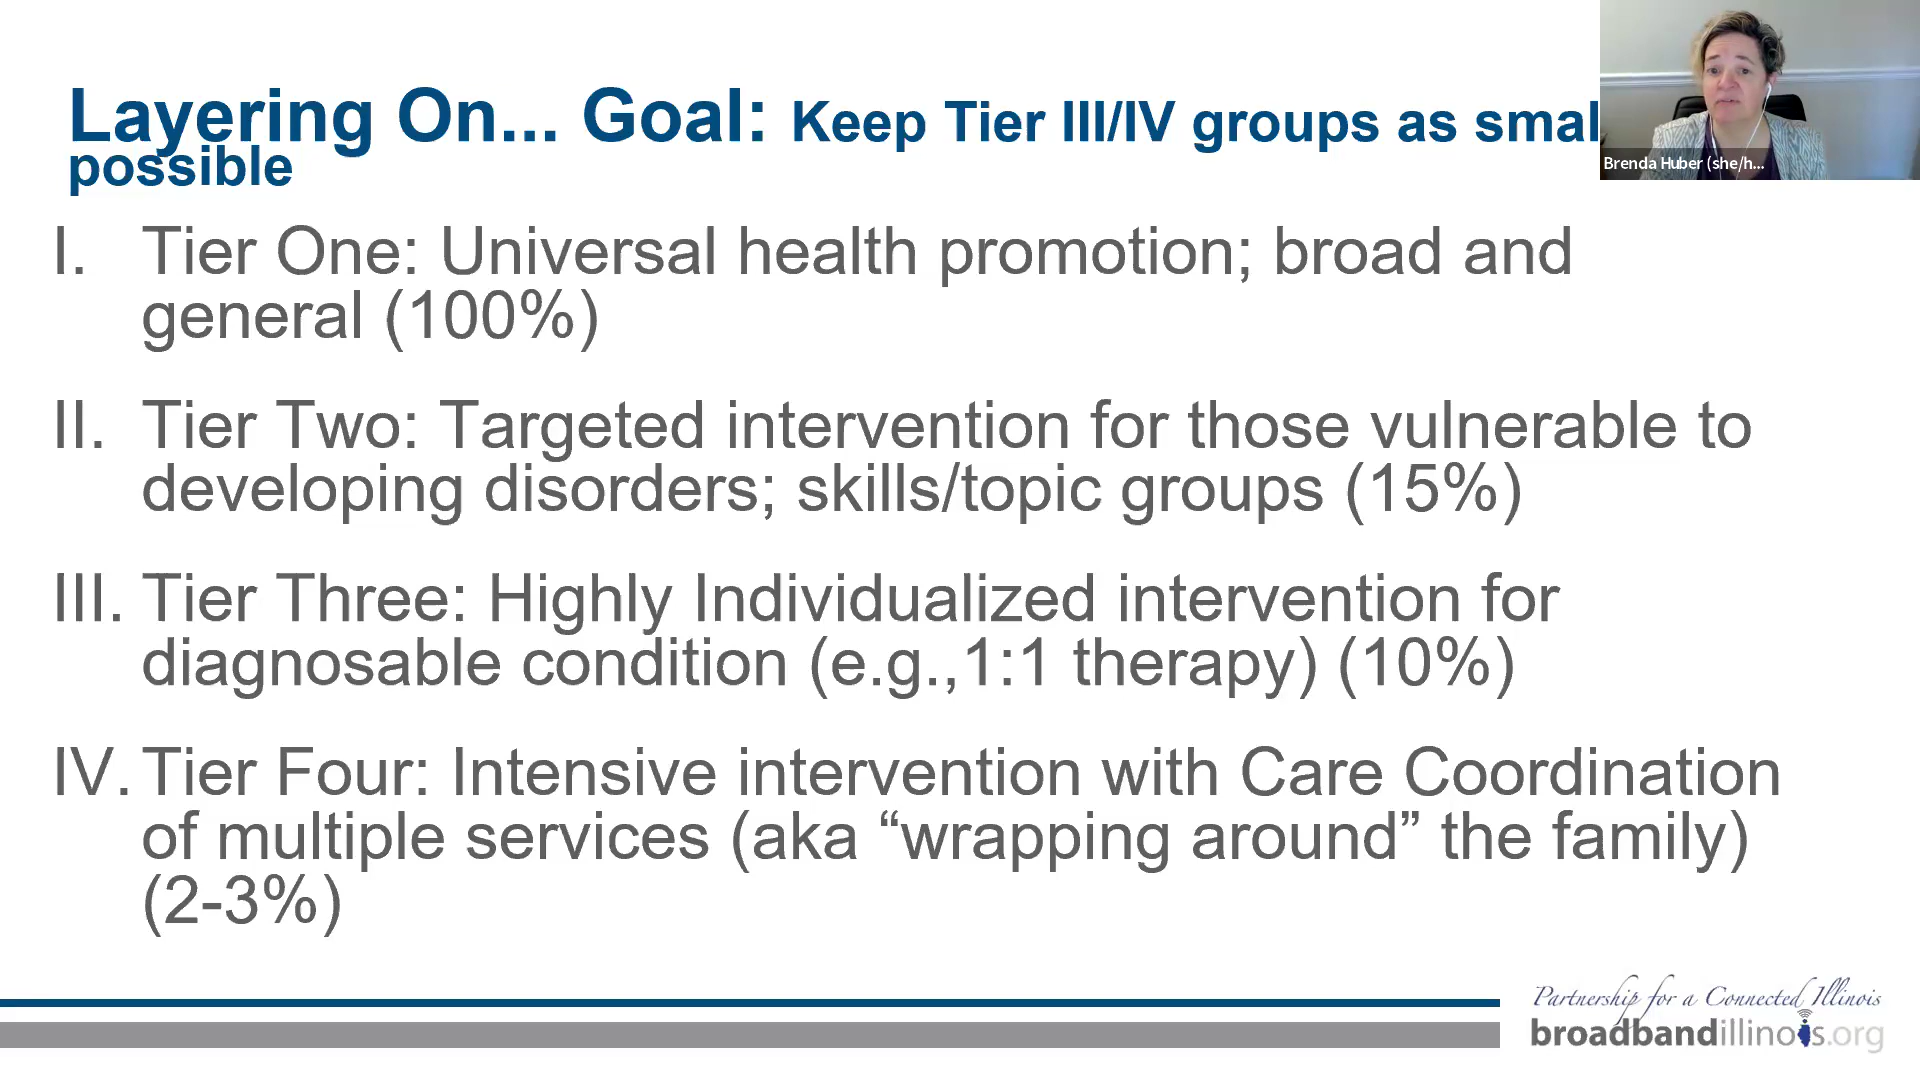 Layering On... Goal: Keep Tier III/IV groups as smal
possible
Brenda Huber (she/h...
I. Tier One: Universal health promotion; broad and
general (100%)
II. Tier Two: Targeted intervention for those vulnerable to
developing disorders; skills/topic groups (15%)
III. Tier Three: Highly Individualized intervention for
diagnosable condition (e.g.,1:1 therapy) (10%)
IV. Tier Four: Intensive intervention with Care Coordination
of multiple services (aka “wrapping around” the family)
(2-3%)
Partnership for a Connected Illinois
broadbandillinois.org